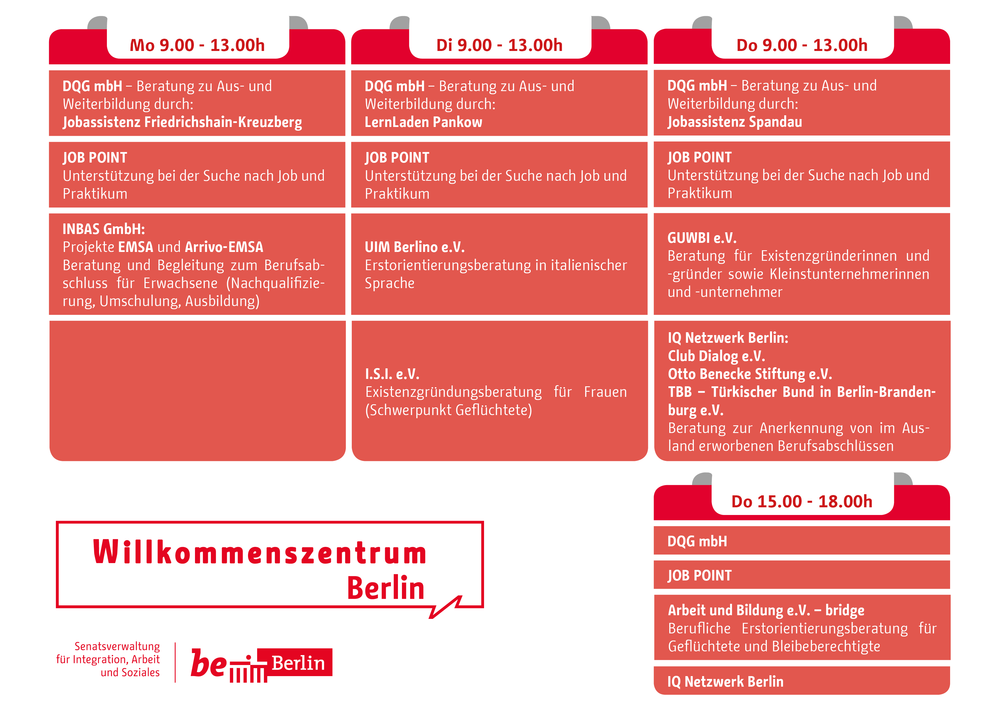 Mo 9.00 - 13.00h
DQG mbH – Beratung zu Aus- und
Weiterbildung durch:
Jobassistenz Friedrichshain-Kreuzberg
JOB POINT
Unterstützung bei der Suche nach Job und
Praktikum
INBAS GmbH:
Projekte EMSA und Arrivo-EMSA
Beratung und Begleitung zum Berufsab-
schluss für Erwachsene (Nachqualifizie-
rung, Umschulung, Ausbildung)
Di 9.00 - 13.00h
DQG mbH – Beratung zu Aus- und
Weiterbildung durch:
LernLaden Pankow
JOB POINT
Unterstützung bei der Suche nach Job und
Praktikum
UIM Berlino e.V.
Erstorientierungsberatung in italienischer
Sprache
I.S.I. e.V.
Existenzgründungsberatung für Frauen
(Schwerpunkt Geflüchtete)
Do 9.00 - 13.00h
DQG mbH – Beratung zu Aus- und
Weiterbildung durch:
Jobassistenz Spandau
JOB POINT
Unterstützung bei der Suche nach Job und
Praktikum
GUWBI e.V.
Beratung für Existenzgründerinnen und
-gründer sowie Kleinstunternehmerinnen
und -unternehmer
IQ Netzwerk Berlin:
Club Dialog e.V.
Otto Benecke Stiftung e.V.
TBB – Türkischer Bund in Berlin-Branden-
burg e.V.
Beratung zur Anerkennung von im Aus-
land erworbenen Berufsabschlüssen
Do 15.00 - 18.00h
DQG mbH
JOB POINT
Arbeit und Bildung e.V. – bridge
Berufliche Erstorientierungsberatung für
Geflüchtete und Bleibeberechtigte
IQ Netzwerk Berlin
Willkommenszentrum
Berlin
Senatsverwaltung
für Integration, Arbeit
und Soziales
be Berlin